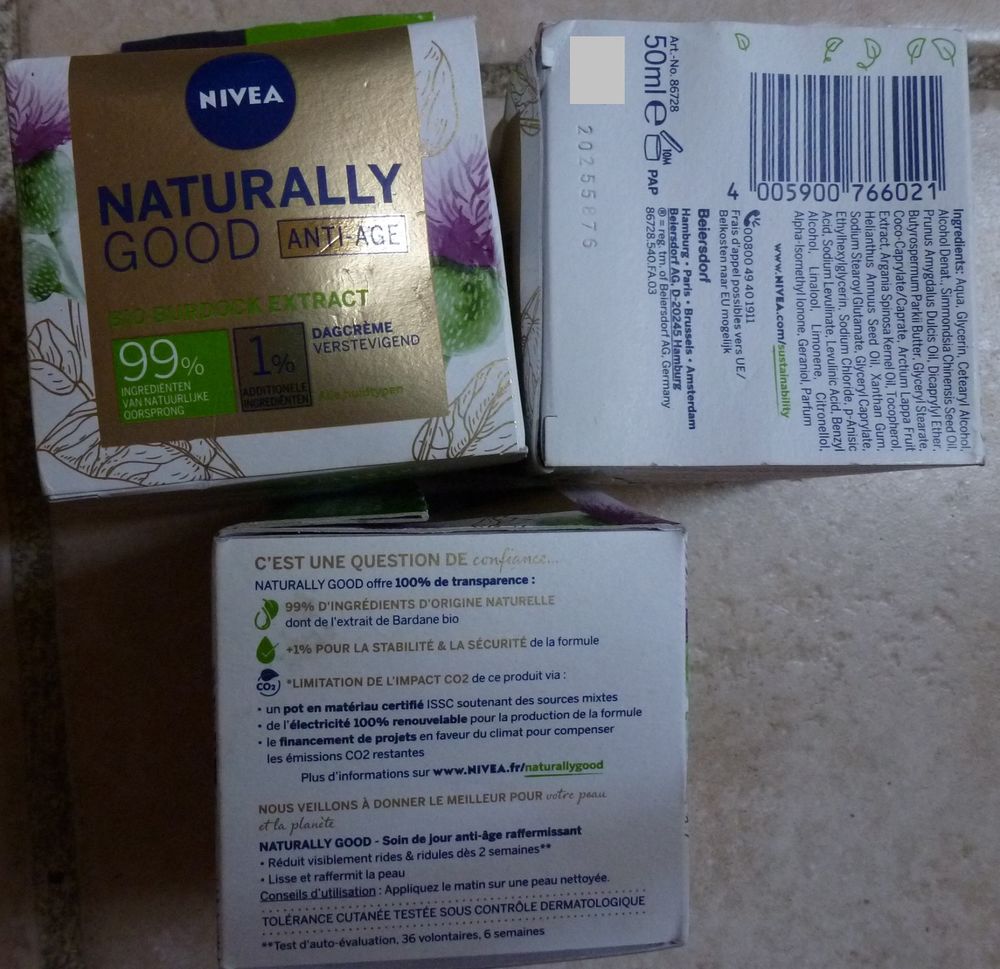 NIVEA
NATURALLY
GOOD ANTI-AGE
BIO BURDOCK EXTRACT
99%
INGREDIËNTEN
VAN NATUURLIJKE
OORSPRONG
1%
ADDITIONELE
INGREDIËNTEN
DAGCRÈME
VERSTEVIGEND
Alle huidtypen
Art.-No. 86728
50ml e 10M PAP
20255876
4 005900 766021
Beiersdorf
Hamburg • Paris • Brussels • Amsterdam
Beiersdorf AG, D-20245 Hamburg
® = reg. tm. of Beiersdorf AG, Germany
86728.540.FA.03
00800 49 40 1911
Frais d'appel possibles vers UE/
Belkosten naar EU mogelijk
www.NIVEA.com/sustainability
Ingredients: Aqua, Glycerin, Cetearyl Alcohol,
Alcohol Denat., Simmondsia Chinensis Seed Oil,
Prunus Amygdalus Dulcis Oil, Dicaprylyl Ether,
Butyrospermum Parkii Butter, Glyceryl Stearate,
Coco-Caprylate/Caprate, Arctium Lappa Fruit
Extract, Argania Spinosa Kernel Oil, Tocopherol,
Helianthus Annuus Seed Oil, Xanthan Gum,
Sodium Stearoyl Glutamate, Glyceryl Caprylate,
Ethylhexylglycerin, Sodium Chloride, p-Anisic
Acid, Sodium Levulinate, Levulinic Acid, Benzyl
Alcohol, Linalool, Limonene, Citronellol,
Alpha-Isomethyl Ionone, Geraniol, Parfum
C'EST UNE QUESTION DE confiance...
NATURALLY GOOD offre 100% de transparence :
99% D'INGRÉDIENTS D'ORIGINE NATURELLE
dont de l'extrait de Bardane bio
+1% POUR LA STABILITÉ & LA SÉCURITÉ de la formule
CO2 *LIMITATION DE L'IMPACT CO2 de ce produit via :
• un pot en matériau certifié ISSC soutenant des sources mixtes
• de l'électricité 100% renouvelable pour la production de la formule
• le financement de projets en faveur du climat pour compenser
les émissions CO2 restantes
Plus d'informations sur www.NIVEA.fr/naturallygood
NOUS VEILLONS À DONNER LE MEILLEUR POUR votre peau
et la planète
NATURALLY GOOD - Soin de jour anti-âge raffermissant
• Réduit visiblement rides & ridules dès 2 semaines**
• Lisse et raffermit la peau
Conseils d'utilisation : Appliquez le matin sur une peau nettoyée.
TOLÉRANCE CUTANÉE TESTÉE SOUS CONTRÔLE DERMATOLOGIQUE
**Test d'auto-évaluation, 36 volontaires, 6 semaines